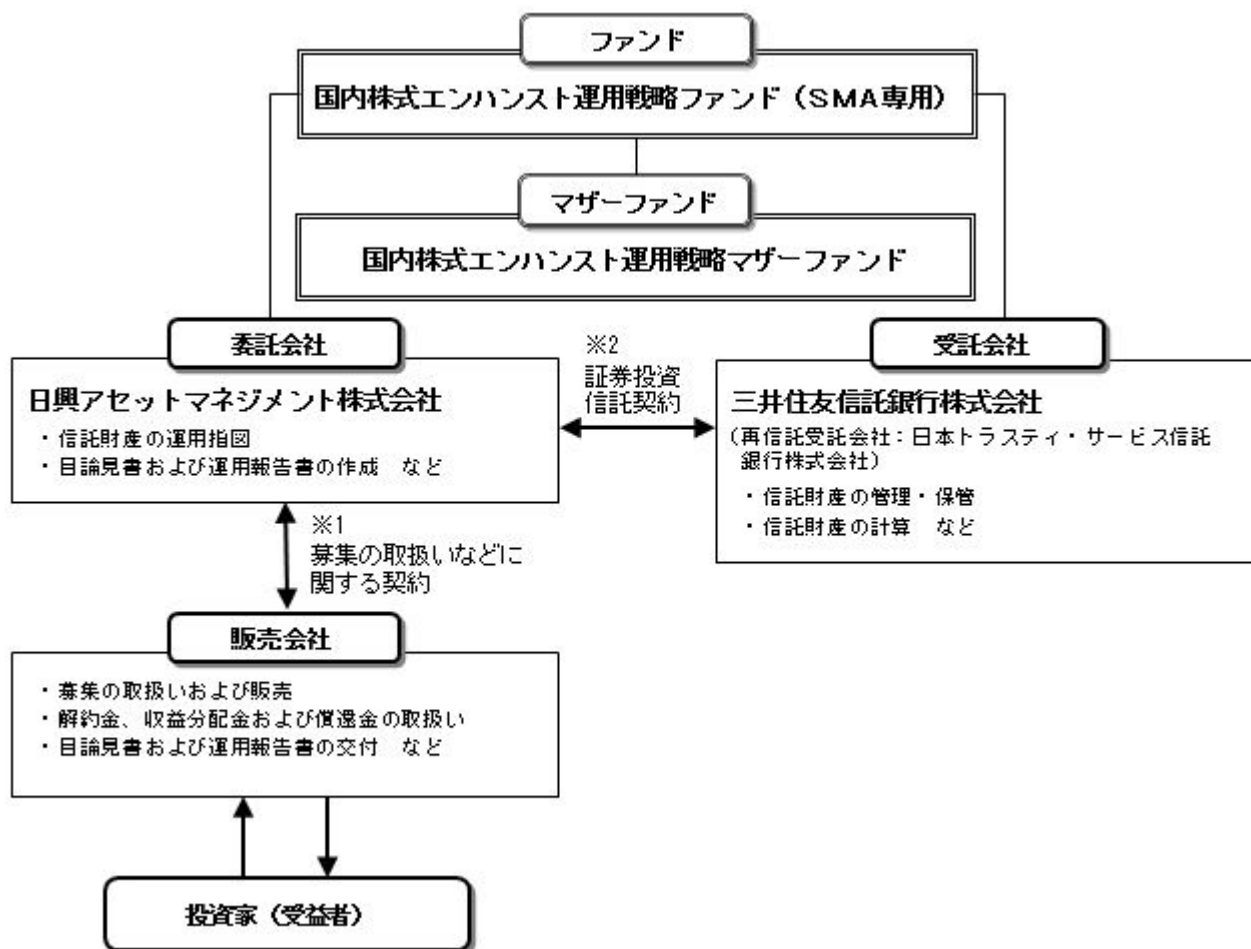 ファンド
国内株式エンハンスト運用戦略ファンド（ＳＭＡ専用）
マザーファンド
国内株式エンハンスト運用戦略マザーファンド
委託会社
日興アセットマネジメント株式会社
・信託財産の運用指図
・目論見書および運用報告書の作成　など
※2
証券投資
信託契約
受託会社
三井住友信託銀行株式会社
（再信託受託会社：日本トラスティ・サービス信託
銀行株式会社）
・信託財産の管理・保管
・信託財産の計算　など
※1
募集の取扱いなどに
関する契約
販売会社
・募集の取扱いおよび販売
・解約金、収益分配金および償還金の取扱い
・目論見書および運用報告書の交付　など
投資家（受益者）